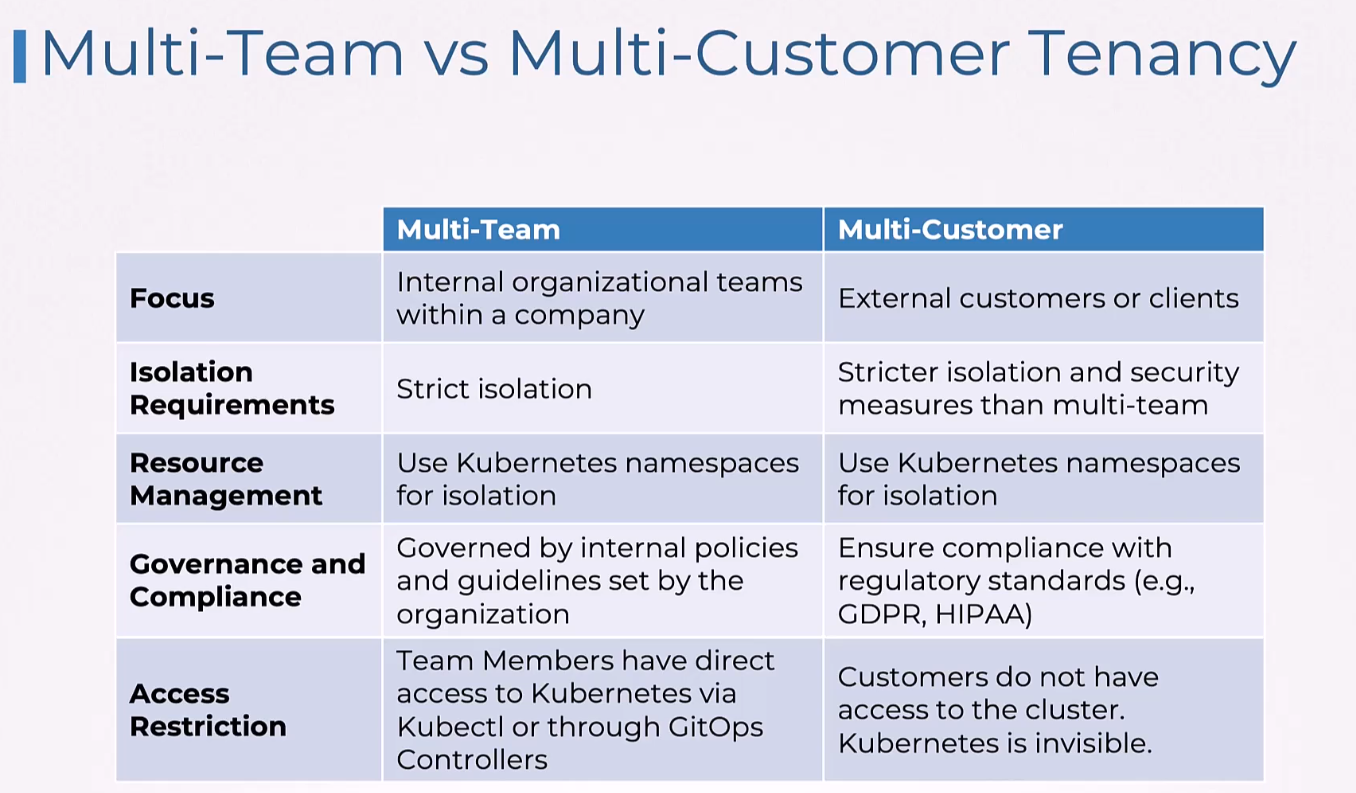 Multi-Team vs Multi-Customer Tenancy
Multi-Team
Multi-Customer
Focus
Internal organizational teams
within a company
External customers or clients
Isolation
Requirements
Strict isolation
Stricter isolation and security
measures than multi-team
Resource
Management
Use Kubernetes namespaces
for isolation
Use Kubernetes namespaces
for isolation
Governance and
Compliance
Governed by internal policies
and guidelines set by the
organization
Ensure compliance with
regulatory standards (e.g.,
GDPR, HIPAA)
Access
Restriction
Team Members have direct
access to Kubernetes via
Kubectl or through GitOps
Controllers
Customers do not have
access to the cluster.
Kubernetes is invisible.